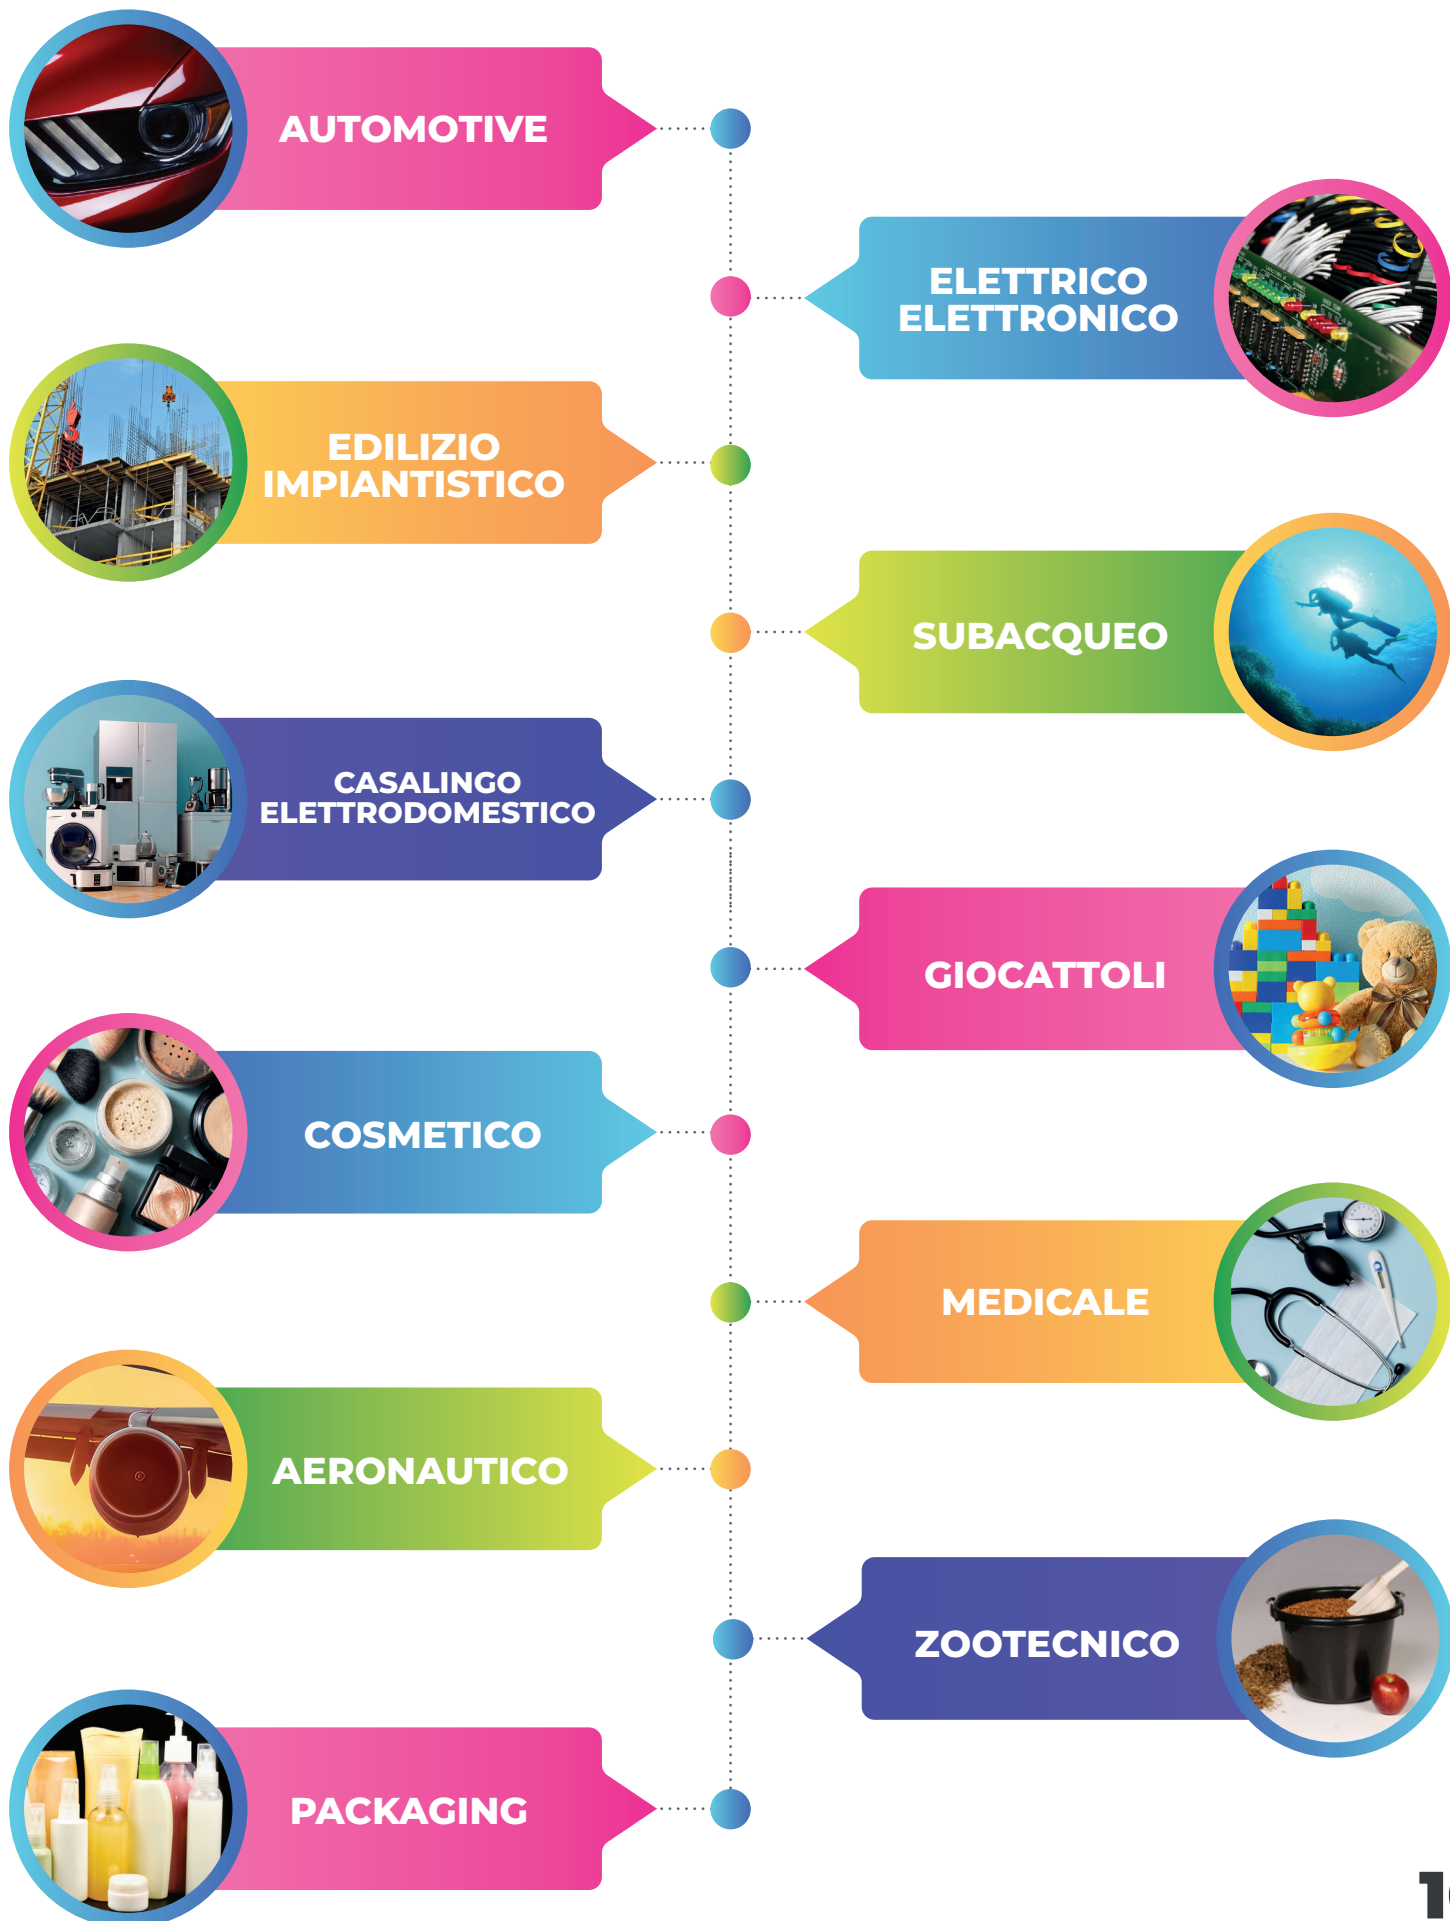 AUTOMOTIVE
ELETTRICO
ELETTRONICO
EDILIZIO
IMPIANTISTICO
SUBACQUEO
CASALINGO
ELETTRODOMESTICO
GIOCATTOLI
COSMETICO
MEDICALE
AERONAUTICO
ZOOTECNICO
PACKAGING